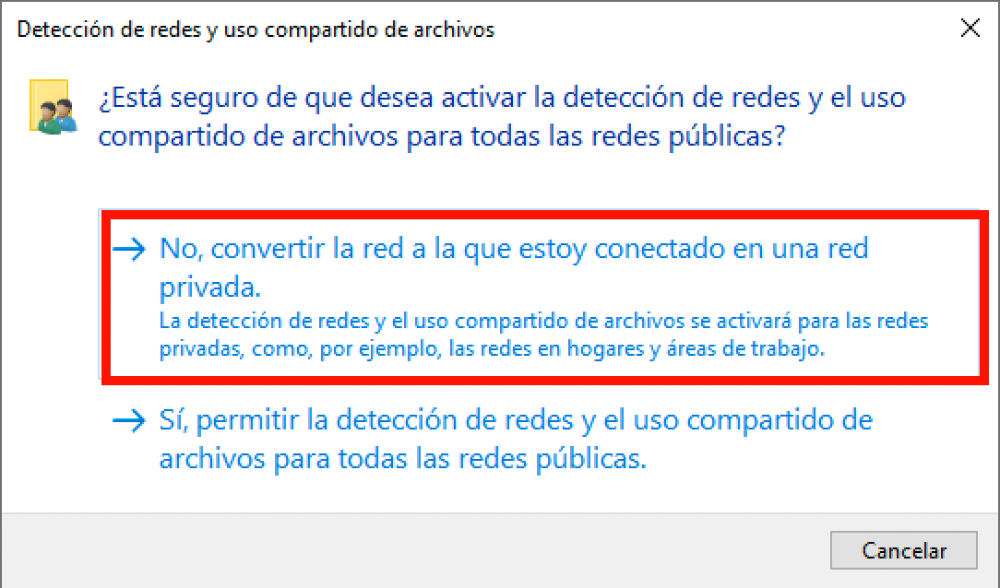 Detección de redes y uso compartido de archivos
¿Está seguro de que desea activar la detección de redes y el uso
compartido de archivos para todas las redes públicas?
No, convertir la red a la que estoy conectado en una red
privada.
La detección de redes y el uso compartido de archivos se activará para las redes
privadas, como, por ejemplo, las redes en hogares y áreas de trabajo.
Sí, permitir la detección de redes y el uso compartido de
archivos para todas las redes públicas.
Cancelar